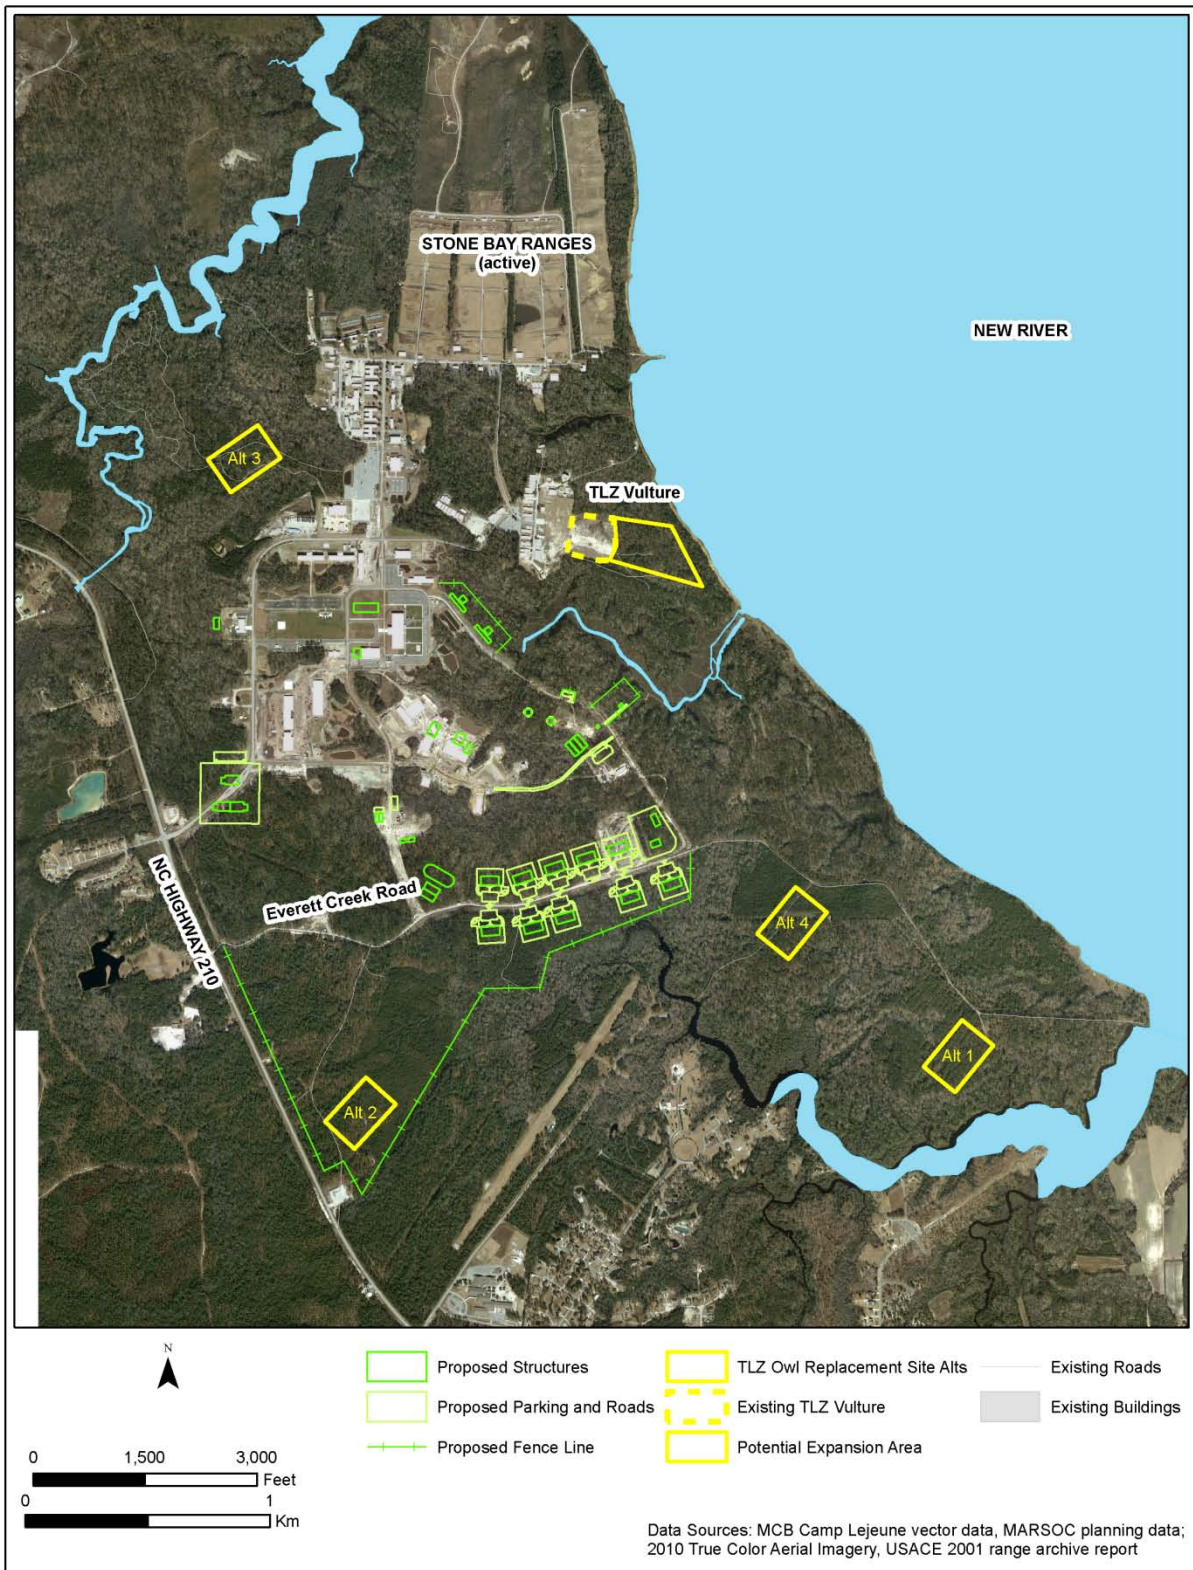 STONE BAY RANGES
(active)
NEW RIVER
Alt 3
TLZ Vulture
NC HIGHWAY 210
Everett Creek Road
Alt 4
Alt 1
Alt 2
N
Proposed Structures
TLZ Owl Replacement Site Alts
Existing Roads
Proposed Parking and Roads
Existing TLZ Vulture
Existing Buildings
Proposed Fence Line
Potential Expansion Area
0 1,500 3,000
Feet
0 1
Km
Data Sources: MCB Camp Lejeune vector data, MARSOC planning data;
2010 True Color Aerial Imagery, USACE 2001 range archive report